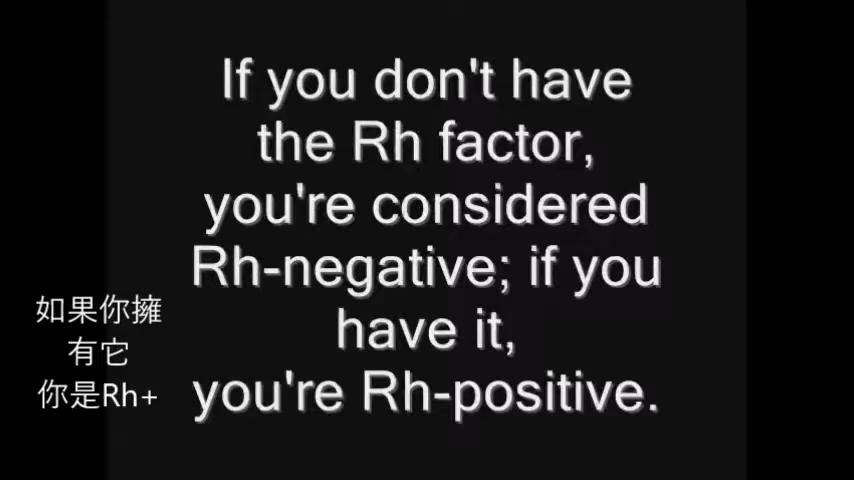 If you don't have
the Rh factor,
you're considered
Rh-negative; if you
have it,
you're Rh-positive.
如果你擁
有它
你是Rh+